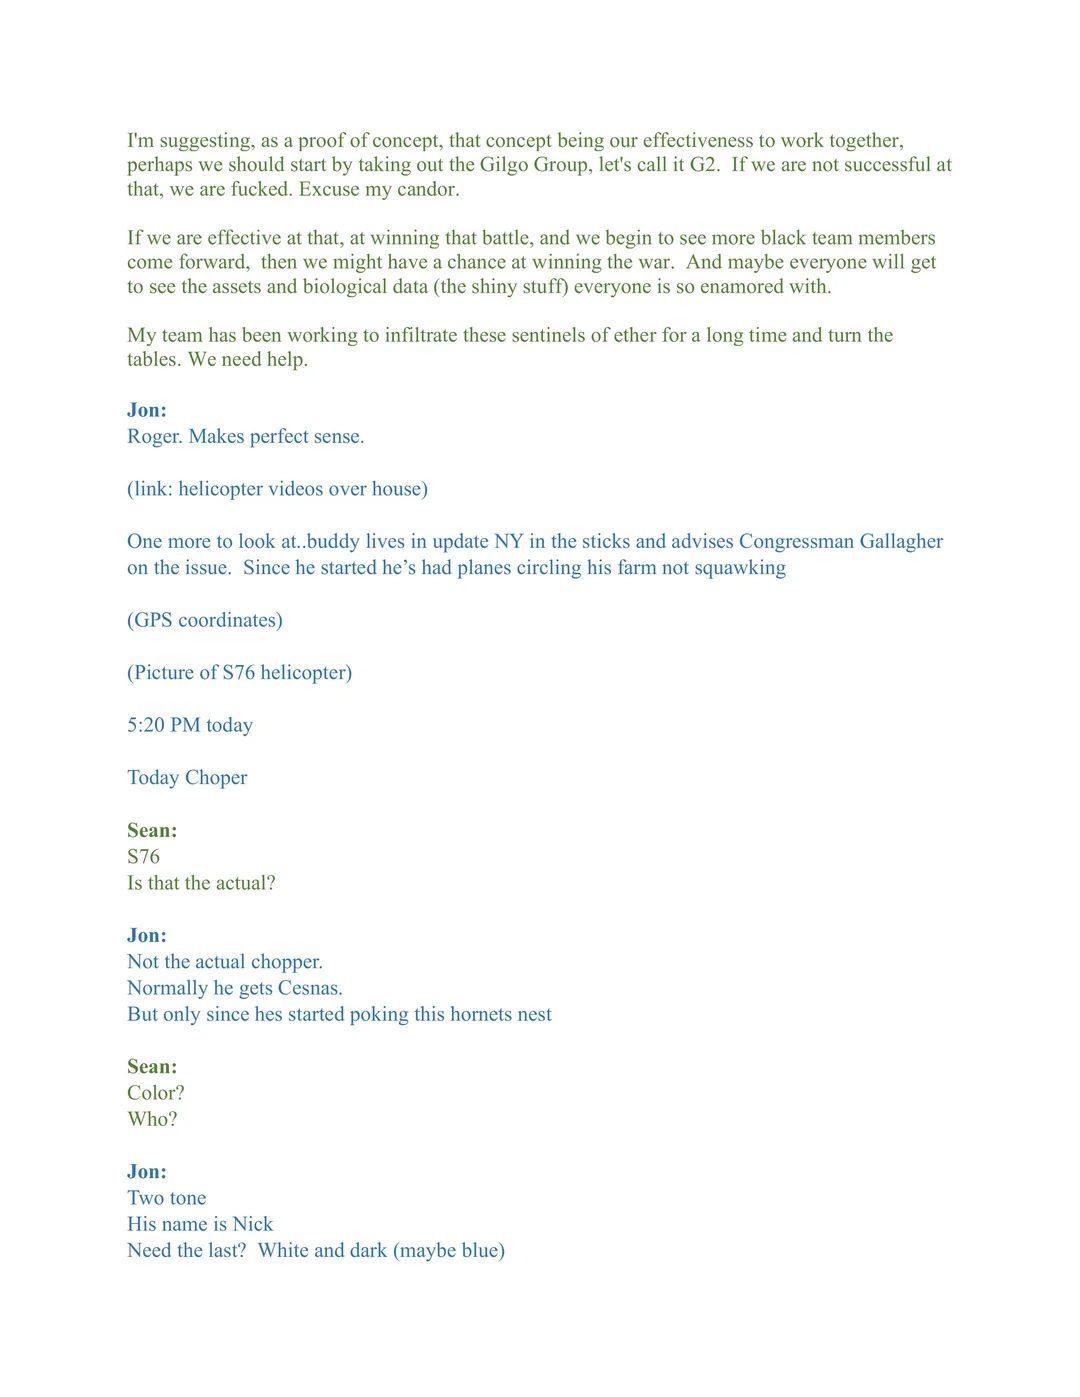 I'm suggesting, as a proof of concept, that concept being our effectiveness to work together,
perhaps we should start by taking out the Gilgo Group, let's call it G2.  If we are not successful at
that, we are fucked. Excuse my candor.
If we are effective at that, at winning that battle, and we begin to see more black team members
come forward,  then we might have a chance at winning the war.  And maybe everyone will get
to see the assets and biological data (the shiny stuff) everyone is so enamored with.
My team has been working to infiltrate these sentinels of ether for a long time and turn the
tables. We need help.
Jon:
Roger. Makes perfect sense.
(link: helicopter videos over house)
One more to look at..buddy lives in update NY in the sticks and advises Congressman Gallagher
on the issue.  Since he started he’s had planes circling his farm not squawking
(GPS coordinates)
(Picture of S76 helicopter)
5:20 PM today
Today Choper
Sean:
S76
Is that the actual?
Jon:
Not the actual chopper.
Normally he gets Cesnas.
But only since hes started poking this hornets nest
Sean:
Color?
Who?
Jon:
Two tone
His name is Nick
Need the last?  White and dark (maybe blue)